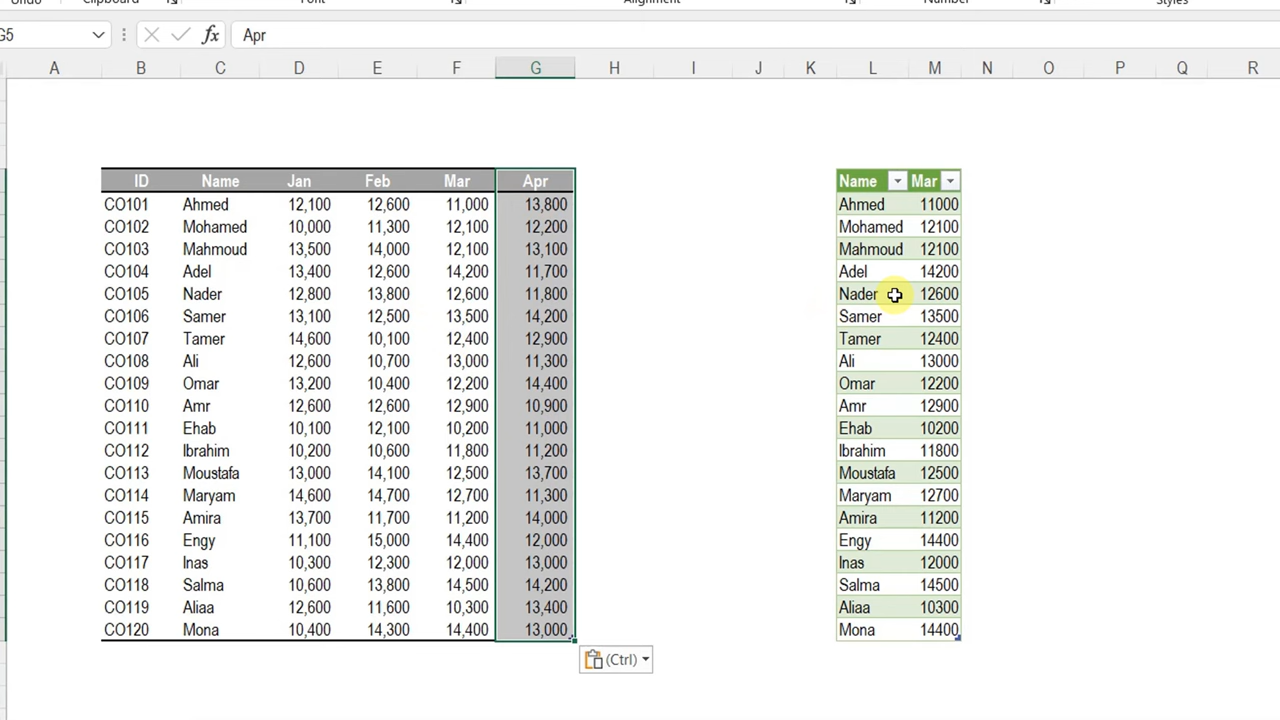 Undo Clipboard Font Alignment Number Styles
G5 fx Apr
A B C D E F G H I J K L M N O P Q R
ID Name Jan Feb Mar Apr Name Mar
CO101 Ahmed 12,100 12,600 11,000 13,800 Ahmed 11000
CO102 Mohamed 10,000 11,300 12,100 12,200 Mohamed 12100
CO103 Mahmoud 13,500 14,000 12,100 13,100 Mahmoud 12100
CO104 Adel 13,400 12,600 14,200 11,700 Adel 14200
CO105 Nader 12,800 13,800 12,600 11,800 Nader 12600
CO106 Samer 13,100 12,500 13,500 14,200 Samer 13500
CO107 Tamer 14,600 10,100 12,400 12,900 Tamer 12400
CO108 Ali 12,600 10,700 13,000 11,300 Ali 13000
CO109 Omar 13,200 10,400 12,200 14,400 Omar 12200
CO110 Amr 12,600 12,600 12,900 10,900 Amr 12900
CO111 Ehab 10,100 12,100 10,200 11,000 Ehab 10200
CO112 Ibrahim 10,200 10,600 11,800 11,200 Ibrahim 11800
CO113 Moustafa 13,000 14,100 12,500 13,700 Moustafa 12500
CO114 Maryam 14,600 14,700 12,700 11,300 Maryam 12700
CO115 Amira 13,700 11,700 11,200 14,000 Amira 11200
CO116 Engy 11,100 15,000 14,400 12,000 Engy 14400
CO117 Inas 10,300 12,300 12,000 13,000 Inas 12000
CO118 Salma 10,600 13,800 14,500 14,200 Salma 14500
CO119 Aliaa 12,600 11,600 10,300 13,400 Aliaa 10300
CO120 Mona 10,400 14,300 14,400 13,000 Mona 14400
(Ctrl)